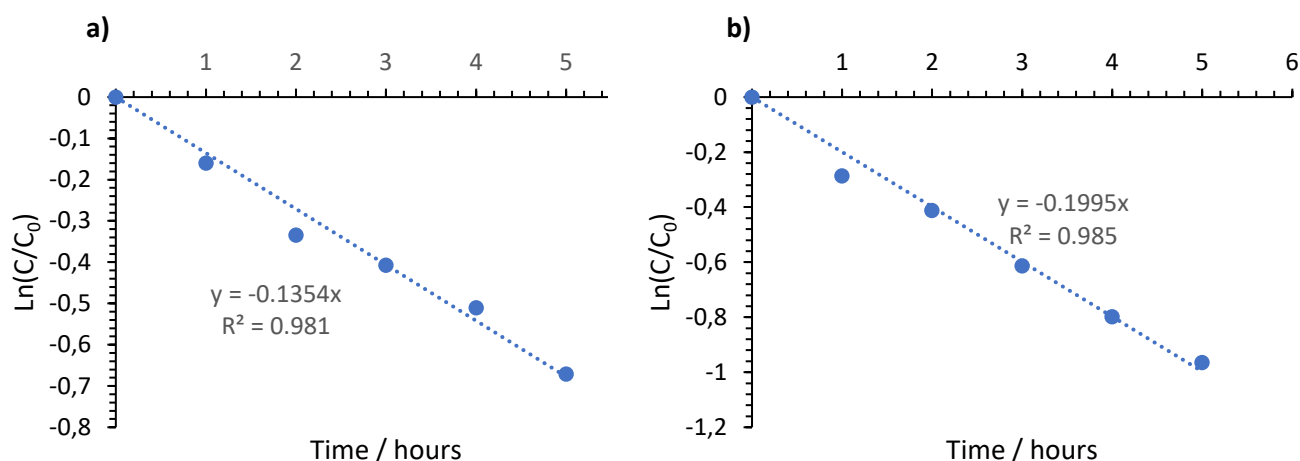 a)
1 2 3 4 5
0
-0,1
-0,2
-0,3
-0,4
-0,5
-0,6
-0,7
-0,8
Ln(C/C₀)
y = -0.1354x
R² = 0.981
Time / hours
b)
1 2 3 4 5 6
0
-0,2
-0,4
-0,6
-0,8
-1
-1,2
Ln(C/C₀)
y = -0.1995x
R² = 0.985
Time / hours